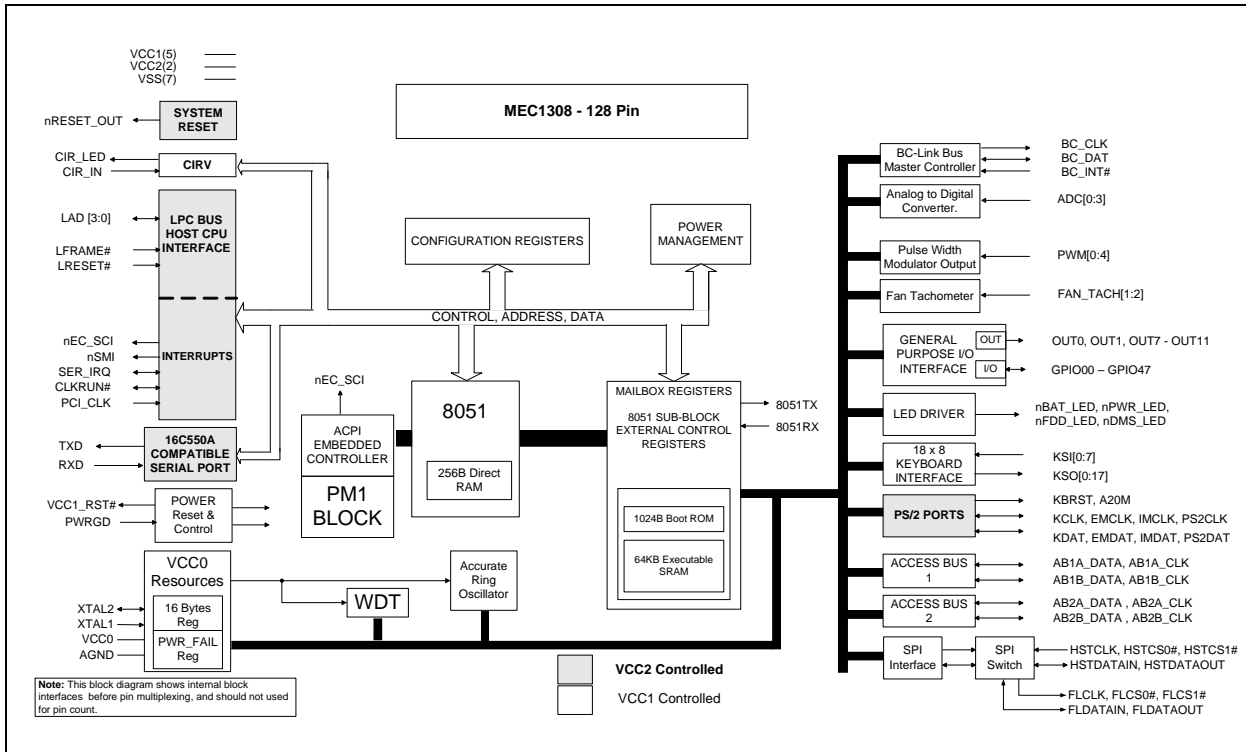 VCC1(5)
VCC2(2)
VSS(7)
MEC1308 - 128 Pin
nRESET_OUT
SYSTEM
RESET
CIR_LED
CIR_IN
CIRV
LAD [3:0]
LFRAME#
LRESET#
LPC BUS
HOST CPU
INTERFACE
nEC_SCI
nSMI
SER_IRQ
CLKRUN#
PCI_CLK
INTERRUPTS
TXD
RXD
16C550A
COMPATIBLE
SERIAL PORT
VCC1_RST#
PWRGD
POWER
Reset &
Control
XTAL2
XTAL1
VCC0
AGND
VCC0
Resources
16 Bytes
Reg
PWR_FAIL
Reg
Note: This block diagram shows internal block
interfaces before pin multiplexing, and should not used
for pin count.
CONFIGURATION REGISTERS
POWER
MANAGEMENT
CONTROL, ADDRESS, DATA
nEC_SCI
ACPI
EMBEDDED
CONTROLLER
PM1
BLOCK
8051
256B Direct
RAM
MAILBOX REGISTERS
8051 SUB-BLOCK
EXTERNAL CONTROL
REGISTERS
1024B Boot ROM
64KB Executable
SRAM
8051TX
8051RX
WDT
Accurate
Ring
Oscillator
VCC2 Controlled
VCC1 Controlled
BC-Link Bus
Master Controller
BC_CLK
BC_DAT
BC_INT#
Analog to Digital
Converter.
ADC[0:3]
Pulse Width
Modulator Output
PWM[0:4]
Fan Tachometer
FAN_TACH[1:2]
GENERAL
PURPOSE I/O
INTERFACE
OUT
I/O
OUT0, OUT1, OUT7 - OUT11
GPIO00 – GPIO47
LED DRIVER
nBAT_LED, nPWR_LED,
nFDD_LED, nDMS_LED
18 x 8
KEYBOARD
INTERFACE
KSI[0:7]
KSO[0:17]
PS/2 PORTS
KBRST, A20M
KCLK, EMCLK, IMCLK, PS2CLK
KDAT, EMDAT, IMDAT, PS2DAT
ACCESS BUS
1
AB1A_DATA, AB1A_CLK
AB1B_DATA, AB1B_CLK
ACCESS BUS
2
AB2A_DATA , AB2A_CLK
AB2B_DATA, AB2B_CLK
SPI
Interface
SPI
Switch
HSTCLK, HSTCS0#, HSTCS1#
HSTDATAIN, HSTDATAOUT
FLCLK, FLCS0#, FLCS1#
FLDATAIN, FLDATAOUT